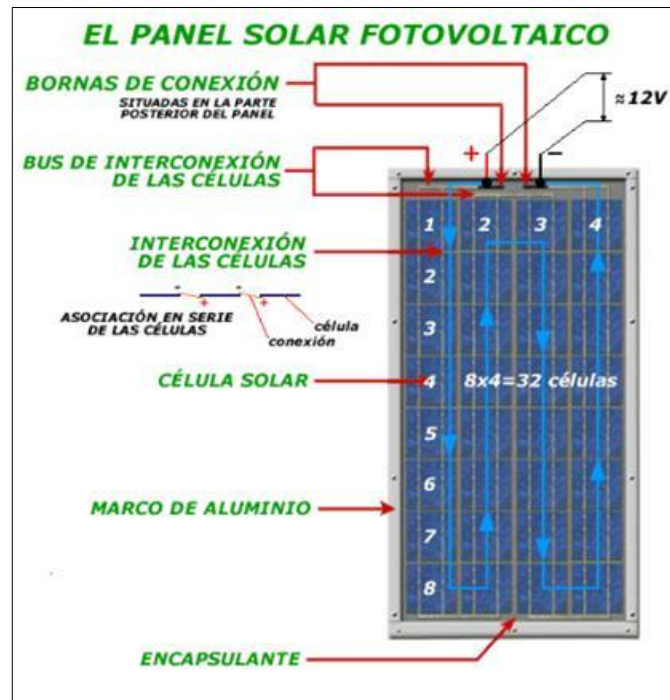 EL PANEL SOLAR FOTOVOLTAICO
BORNAS DE CONEXIÓN
SITUADAS EN LA PARTE
POSTERIOR DEL PANEL
≈12V
+
−
BUS DE INTERCONEXIÓN
DE LAS CÉLULAS
1 2 3 4
INTERCONEXIÓN
DE LAS CÉLULAS
2
- + - +
ASOCIACIÓN EN SERIE
DE LAS CÉLULAS
célula
conexión
3
CÉLULA SOLAR
4
8x4=32 células
5
6
MARCO DE ALUMINIO
7
8
ENCAPSULANTE